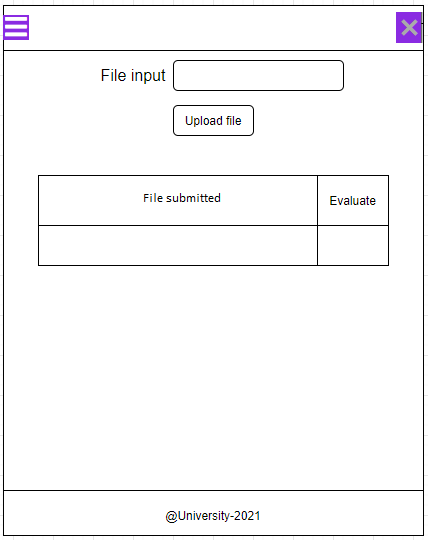 File input
Upload file
File submitted
Evaluate
@University-2021